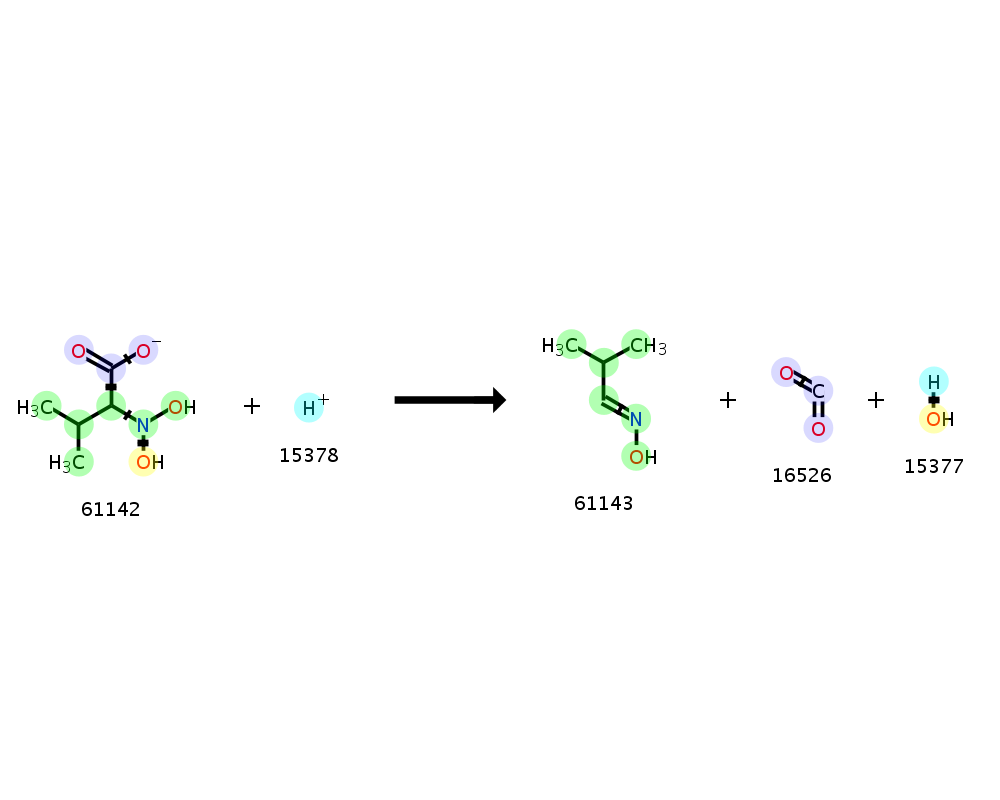 O O⁻
H₃C N OH
H₃C OH
61142
+
H⁺
15378
H₃C CH₃
N
OH
61143
+
O
C
O
16526
+
H
OH
15377